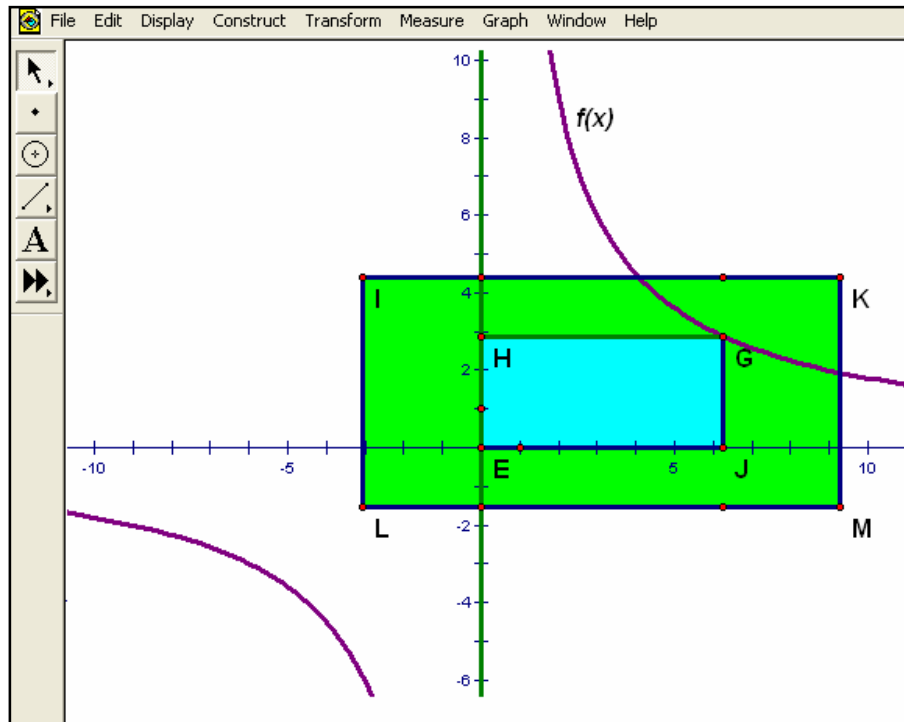 File Edit Display Construct Transform Measure Graph Window Help
10
f(x)
8
6
A
4
I
K
H
G
2
-10
-5
5
10
E
J
L
M
-2
-4
-6